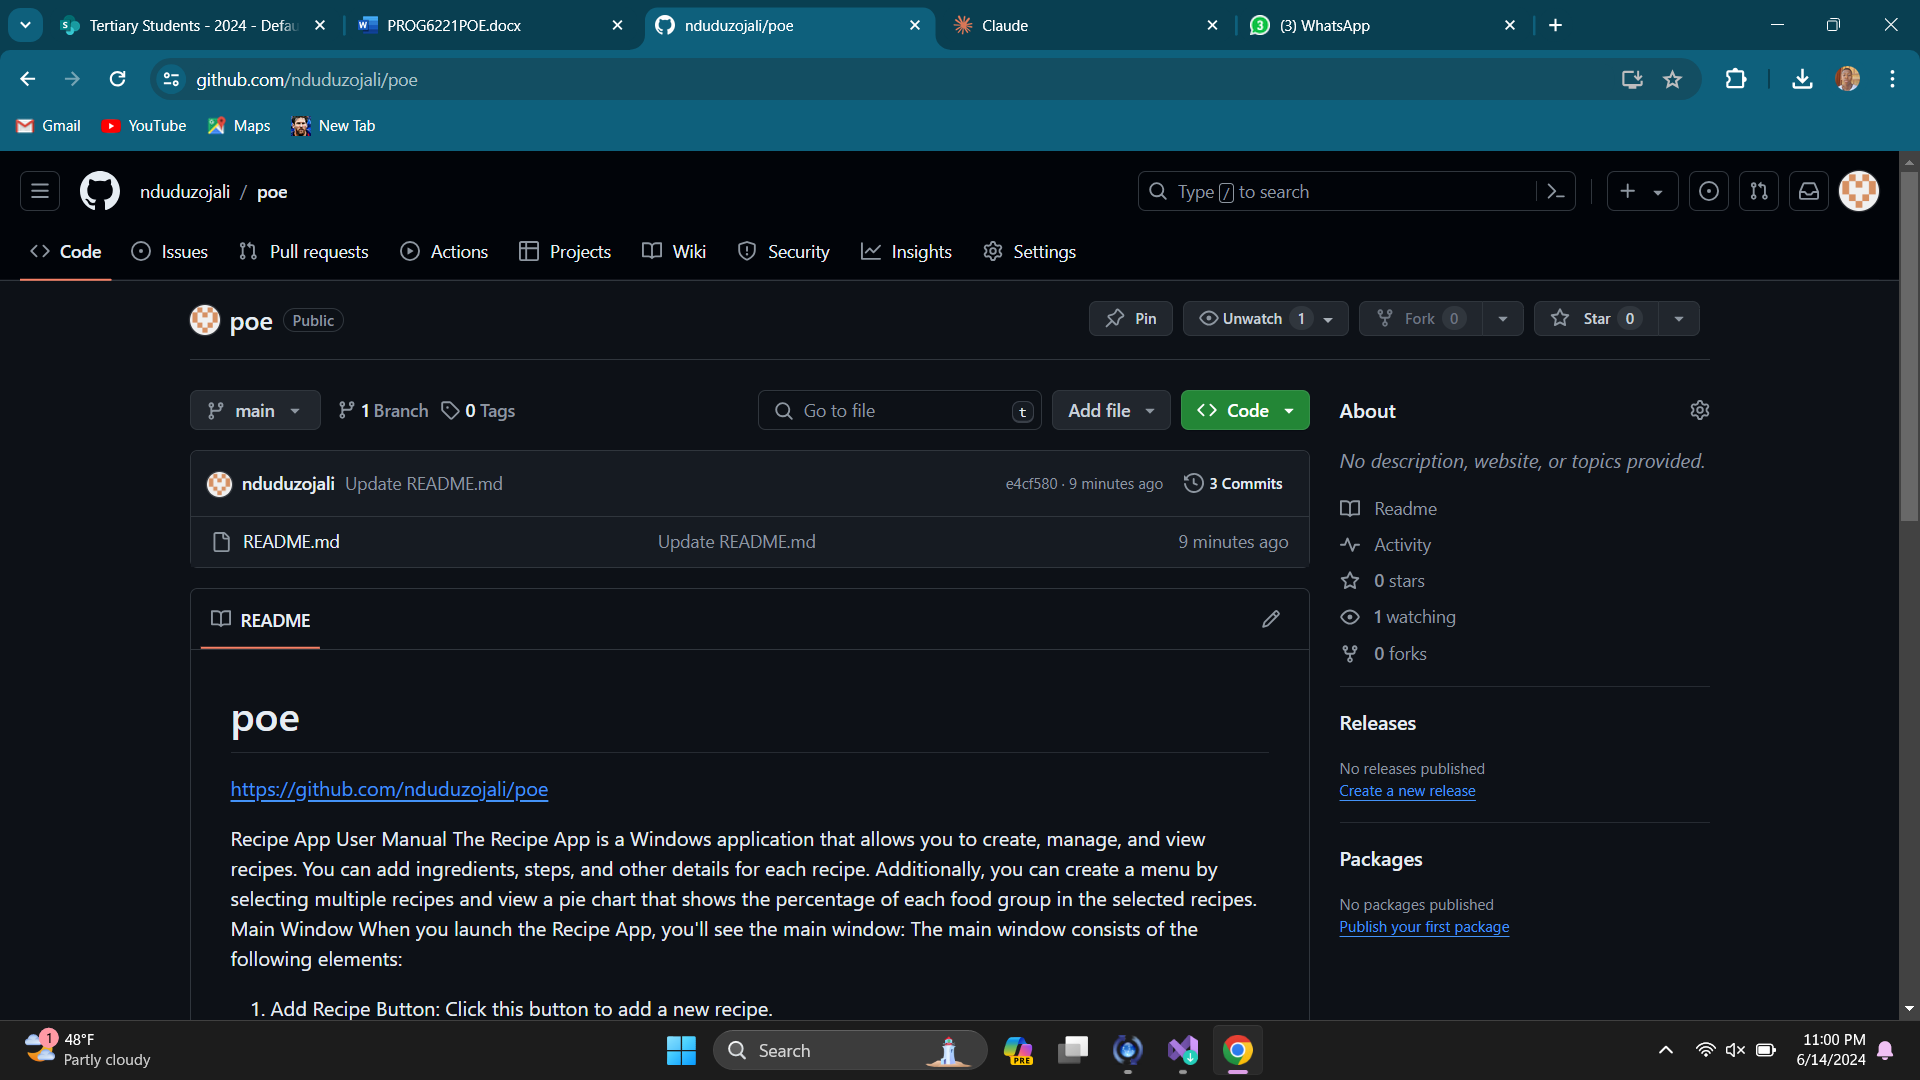 Tertiary Students - 2024 - Defau
PROG6221POE.docx
nduduzojali/poe
Claude
(3) WhatsApp
github.com/nduduzojali/poe
Gmail
YouTube
Maps
New Tab
nduduzojali / poe
Type / to search
Code
Issues
Pull requests
Actions
Projects
Wiki
Security
Insights
Settings
poe
Public
Pin
Unwatch 1
Fork 0
Star 0
main
1 Branch
0 Tags
Go to file
t
Add file
Code
About
No description, website, or topics provided.
nduduzojali Update README.md
e4cf580 · 9 minutes ago
3 Commits
README.md
Update README.md
9 minutes ago
Readme
Activity
0 stars
1 watching
0 forks
README
poe
https://github.com/nduduzojali/poe
Recipe App User Manual The Recipe App is a Windows application that allows you to create, manage, and view
recipes. You can add ingredients, steps, and other details for each recipe. Additionally, you can create a menu by
selecting multiple recipes and view a pie chart that shows the percentage of each food group in the selected recipes.
Main Window When you launch the Recipe App, you'll see the main window: The main window consists of the
following elements:
1. Add Recipe Button: Click this button to add a new recipe.
Releases
No releases published
Create a new release
Packages
No packages published
Publish your first package
1
48°F
Partly cloudy
Search
PRE
11:00 PM
6/14/2024